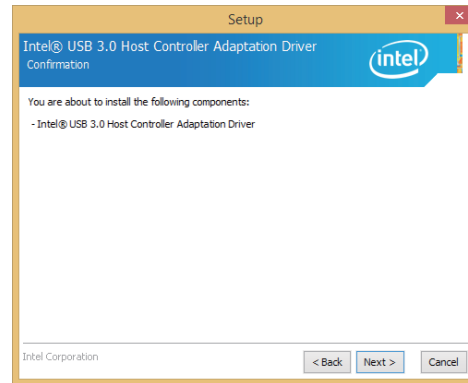 Setup
Intel® USB 3.0 Host Controller Adaptation Driver
Confirmation
intel
You are about to install the following components:
- Intel® USB 3.0 Host Controller Adaptation Driver
Intel Corporation
< Back
Next >
Cancel